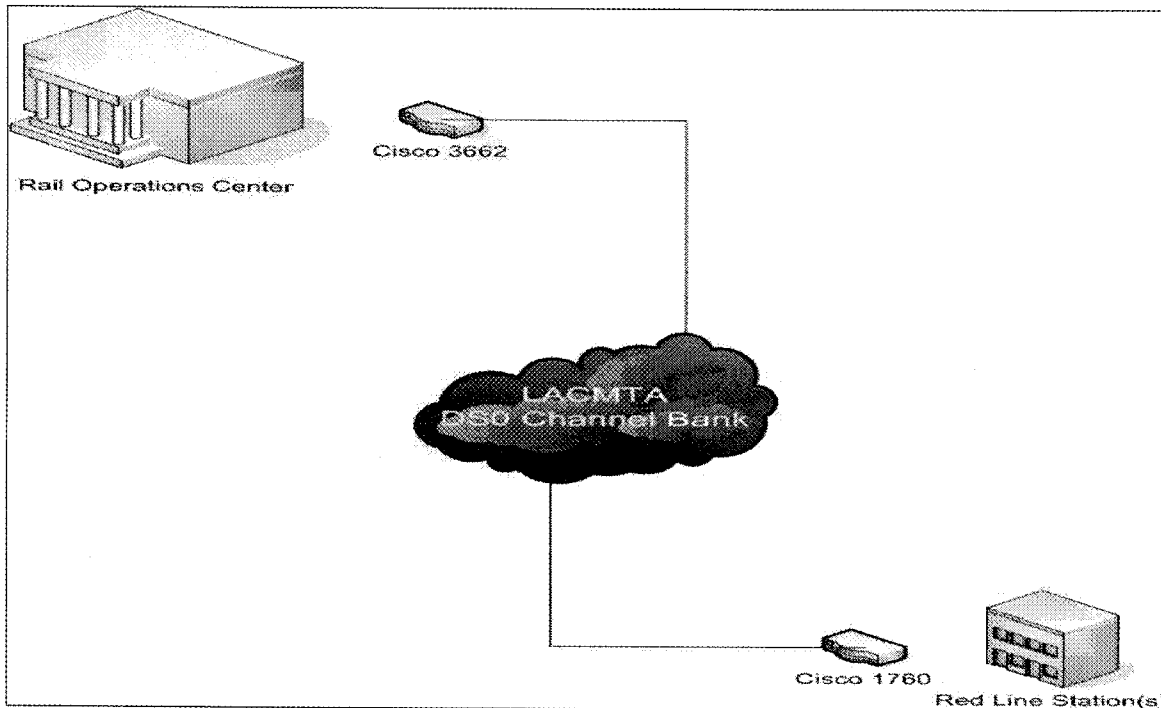 Cisco 3662
Rail Operations Center
LACMTA
DS0 Channel Bank
Cisco 1760
Red Line Station(s